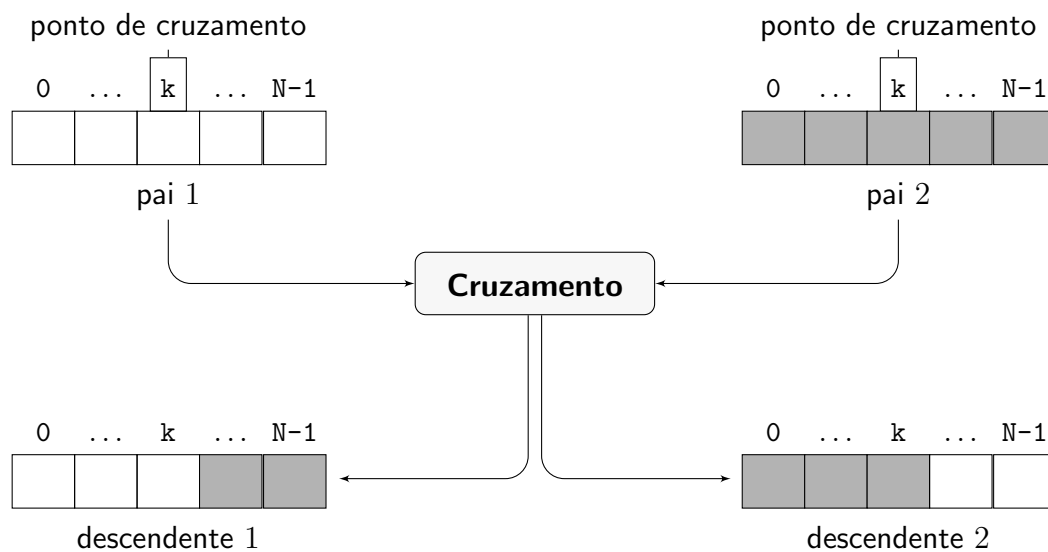 ponto de cruzamento
ponto de cruzamento
0 ... k ... N-1
0 ... k ... N-1
pai 1
pai 2
Cruzamento
0 ... k ... N-1
0 ... k ... N-1
descendente 1
descendente 2